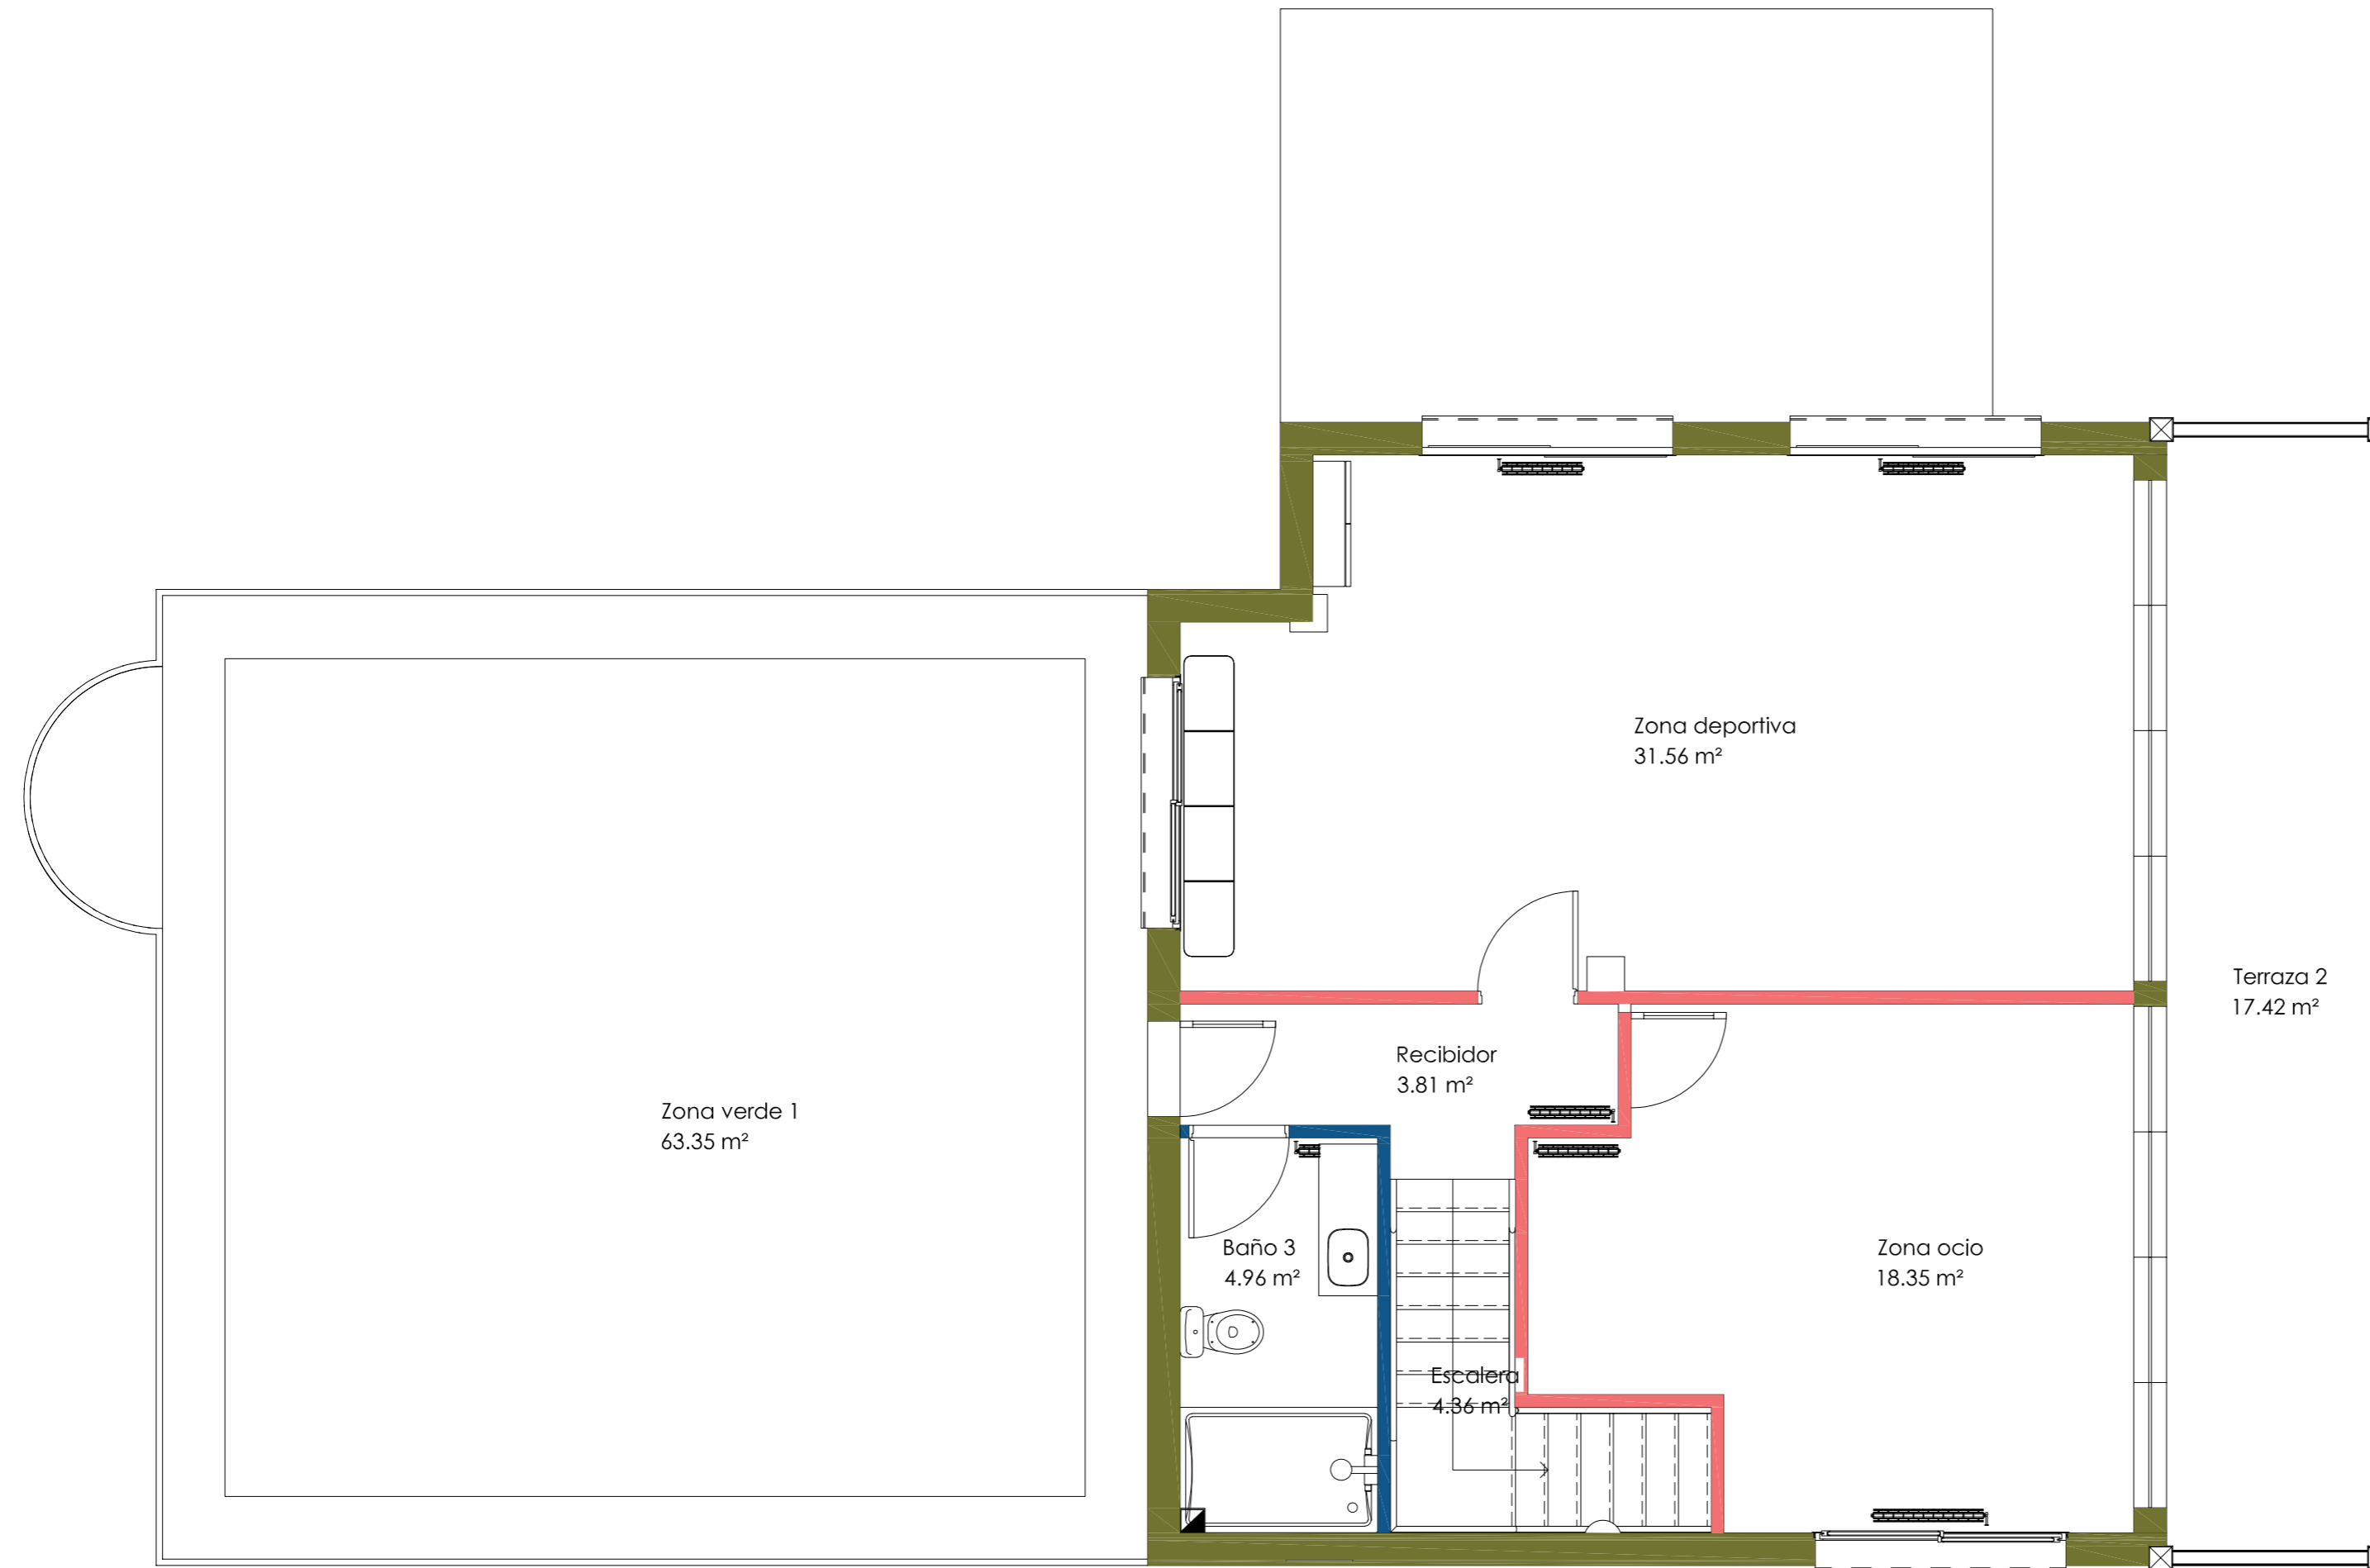 Zona deportiva
31.56 m²
Terraza 2
17.42 m²
Recibidor
3.81 m²
Zona verde 1
63.35 m²
Baño 3
4.96 m²
Zona ocio
18.35 m²
Escalera
4.36 m²